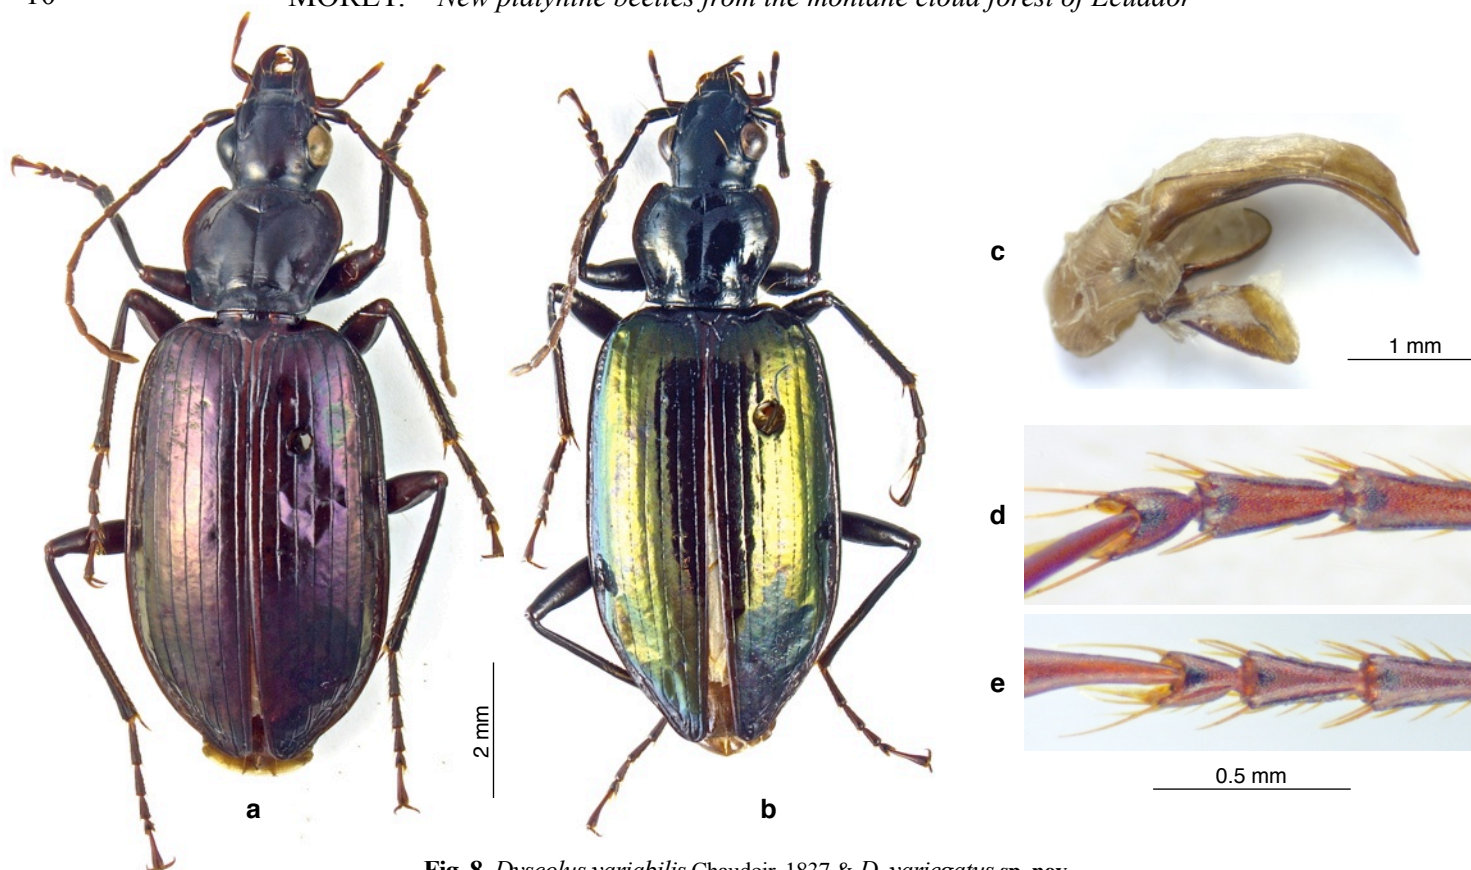 MORET: New platynine beetles from the montane cloud forest of Ecuador
c
1 mm
d
e
2 mm
0.5 mm
a
b
Fig. 8. Dyscolus variabilis Chaudoir, 1837 & D. variegatus sp. nov.